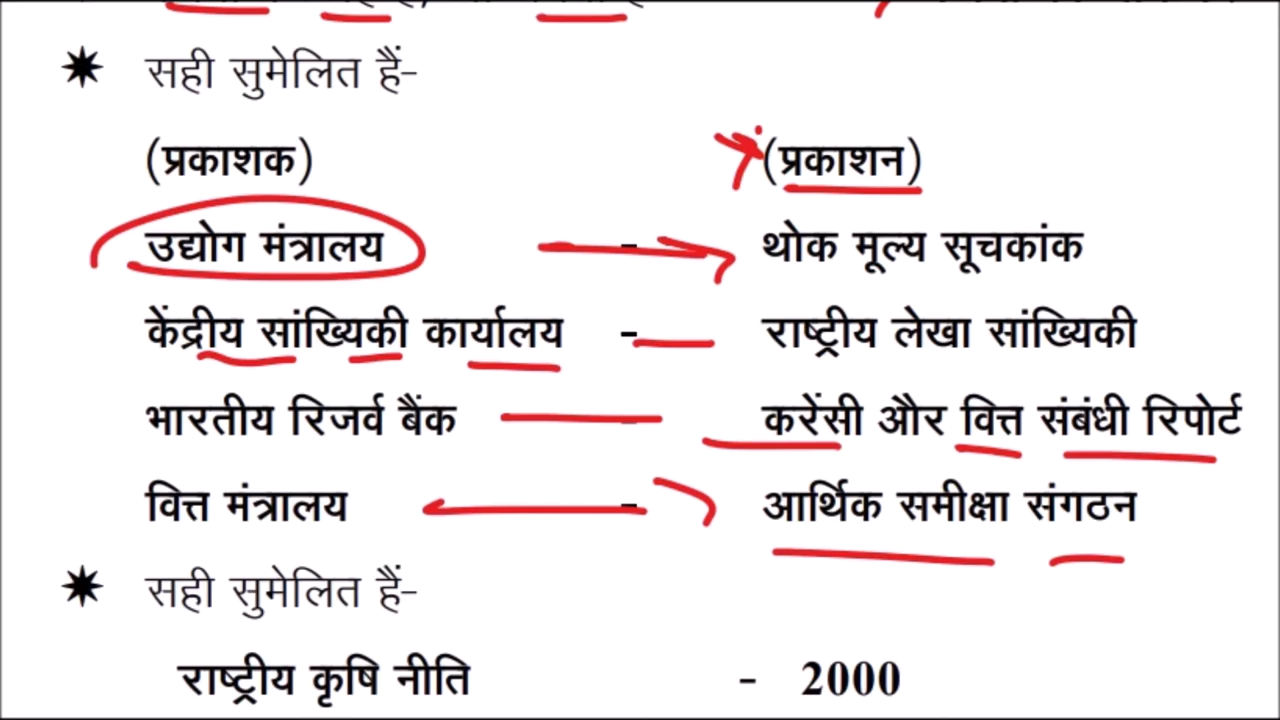 ✷ सही सुमेलित हैं-
(प्रकाशक) (प्रकाशन)
उद्योग मंत्रालय - थोक मूल्य सूचकांक
केंद्रीय सांख्यिकी कार्यालय - राष्ट्रीय लेखा सांख्यिकी
भारतीय रिजर्व बैंक - करेंसी और वित्त संबंधी रिपोर्ट
वित्त मंत्रालय - आर्थिक समीक्षा संगठन
✷ सही सुमेलित हैं-
राष्ट्रीय कृषि नीति - 2000